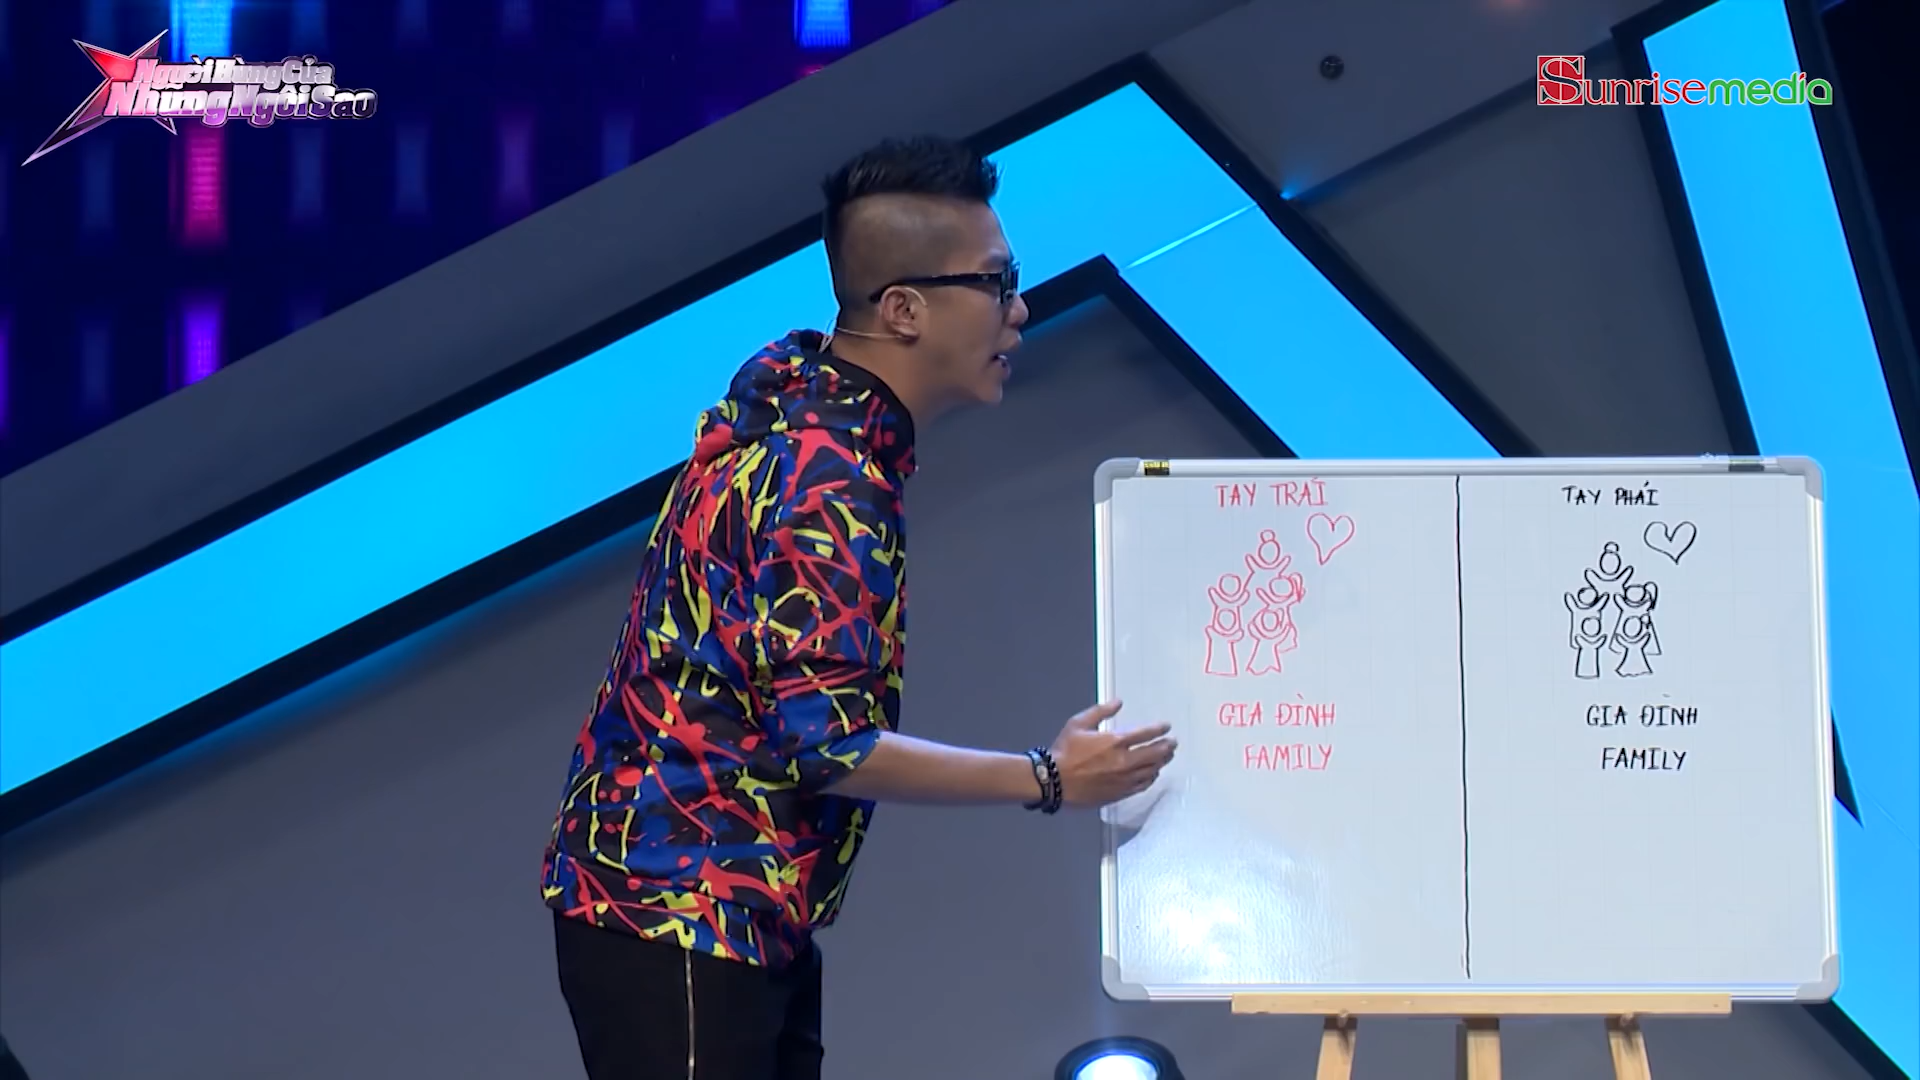 Người Hùng Của
Những Ngôi Sao
Sunrisemedia
TAY TRÁI
GIA ĐÌNH
FAMILY
TAY PHẢI
GIA ĐÌNH
FAMILY